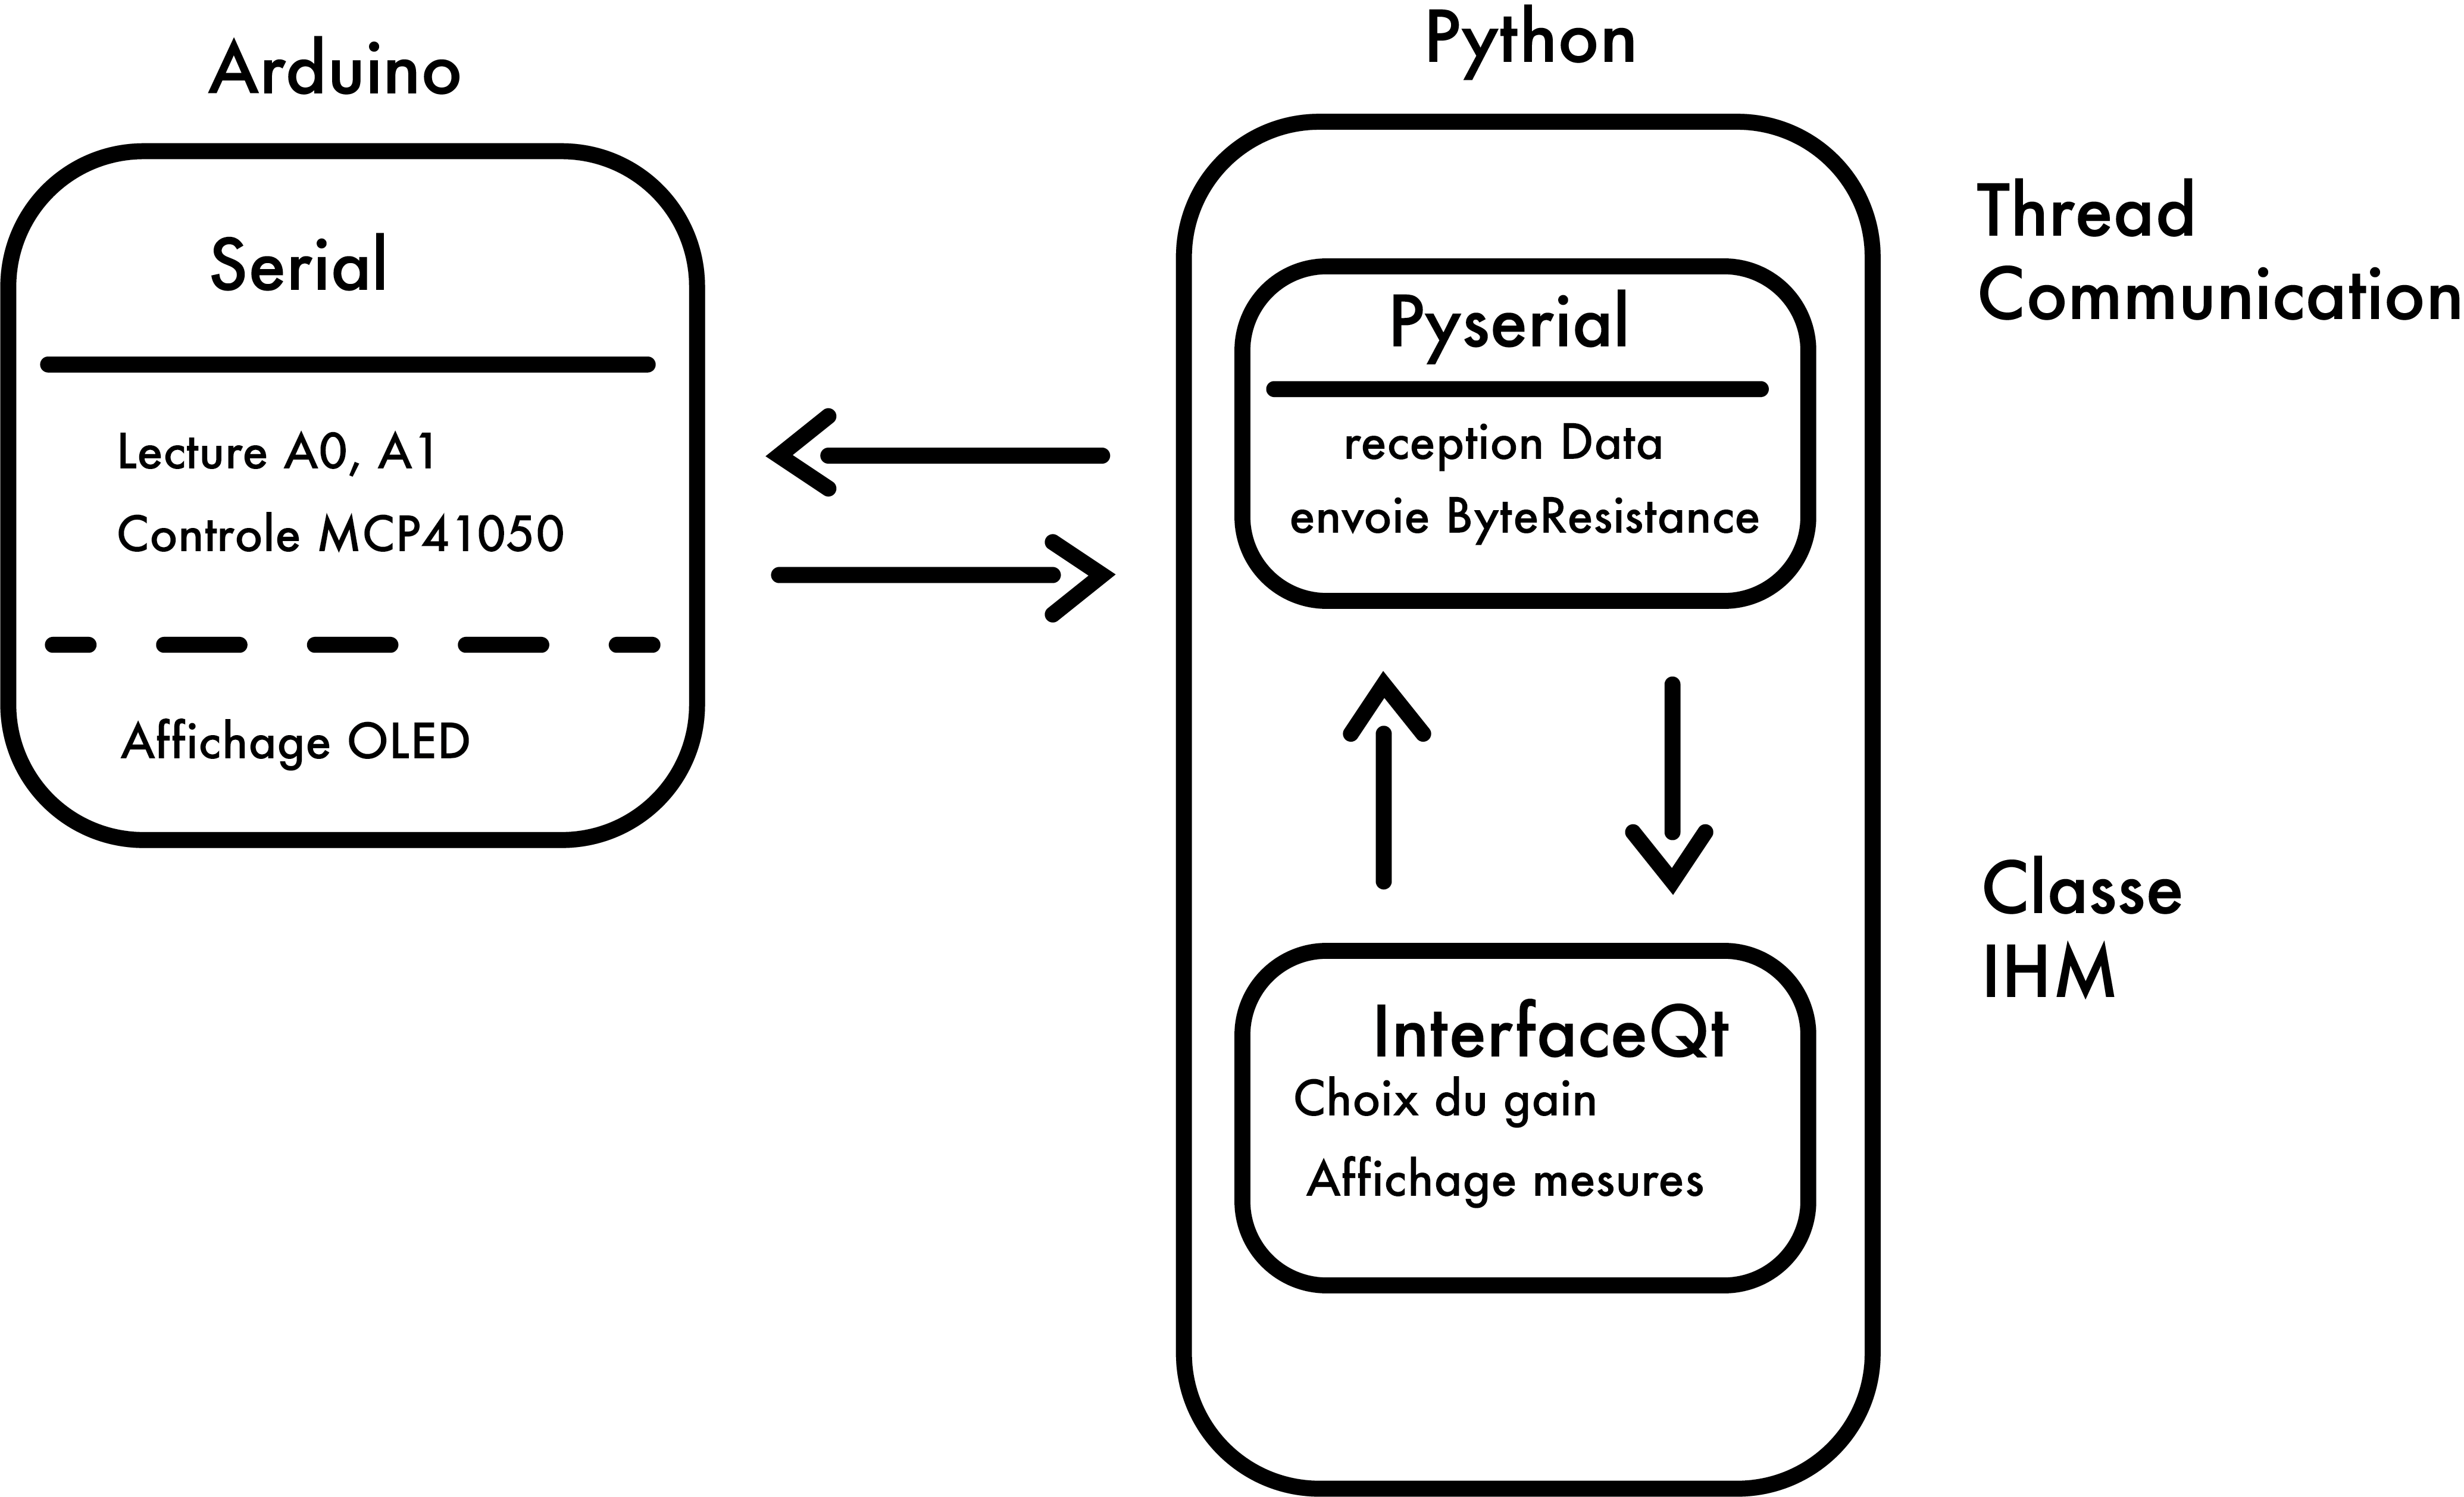 Arduino
Serial
Lecture A0, A1
Controle MCP41050
Affichage OLED
Python
Pyserial
reception Data
envoie ByteResistance
InterfaceQt
Choix du gain
Affichage mesures
Thread
Communication
Classe
IHM